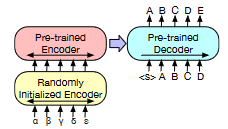 A B C D E
Pre-trained
Encoder
Pre-trained
Decoder
<s> A B C D
Randomly
Initialized Encoder
α β γ δ ε